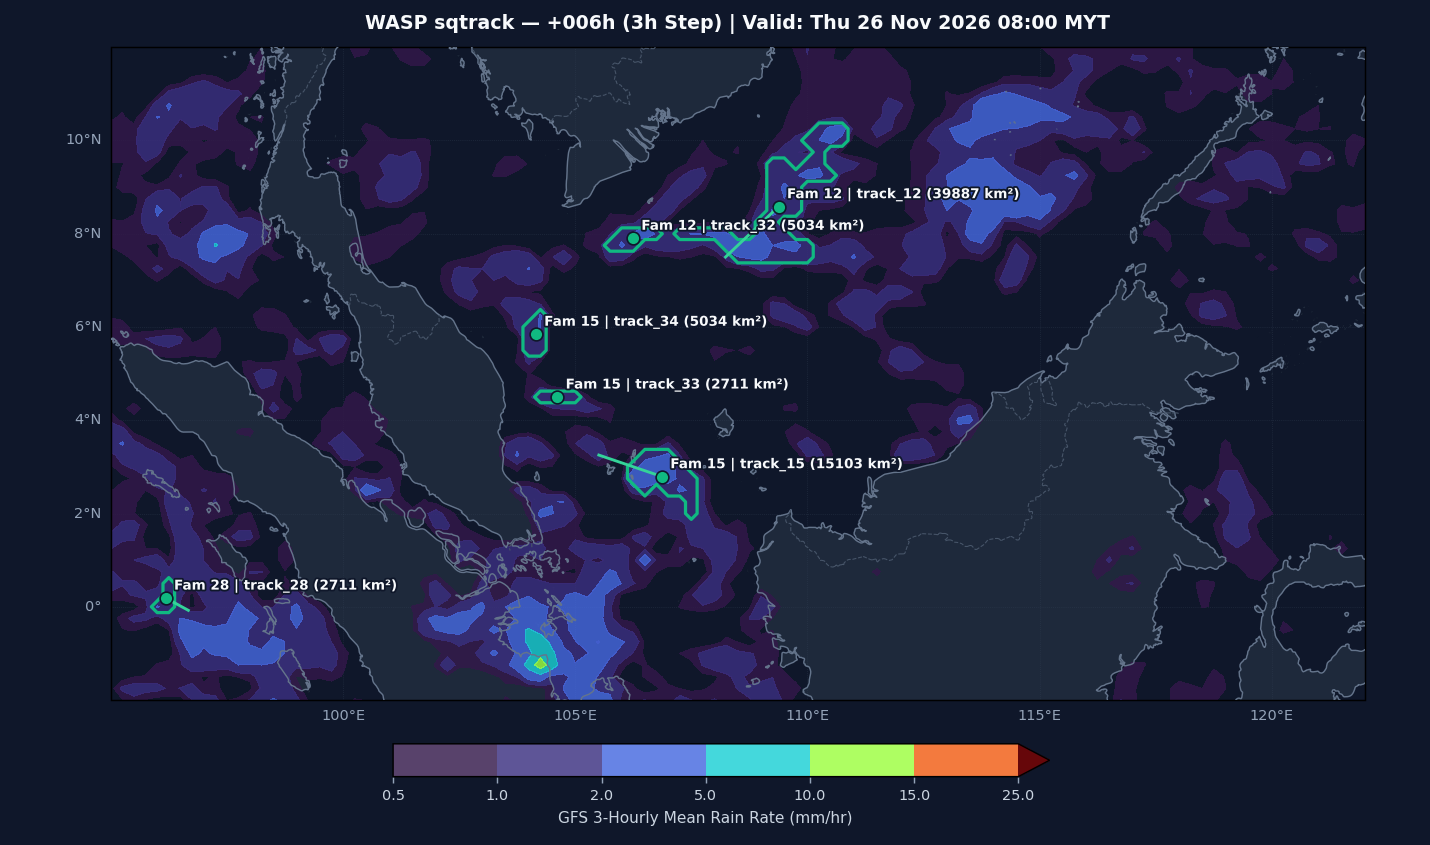 WASP sqtrack — +006h (3h Step) | Valid: Thu 26 Nov 2026 08:00 MYT
10°N
8°N
6°N
4°N
2°N
0°
Fam 12 | track_12 (39887 km²)
Fam 12 | track_32 (5034 km²)
Fam 15 | track_34 (5034 km²)
Fam 15 | track_33 (2711 km²)
Fam 15 | track_15 (15103 km²)
Fam 28 | track_28 (2711 km²)
100°E 105°E 110°E 115°E 120°E
0.5 1.0 2.0 5.0 10.0 15.0 25.0
GFS 3-Hourly Mean Rain Rate (mm/hr)